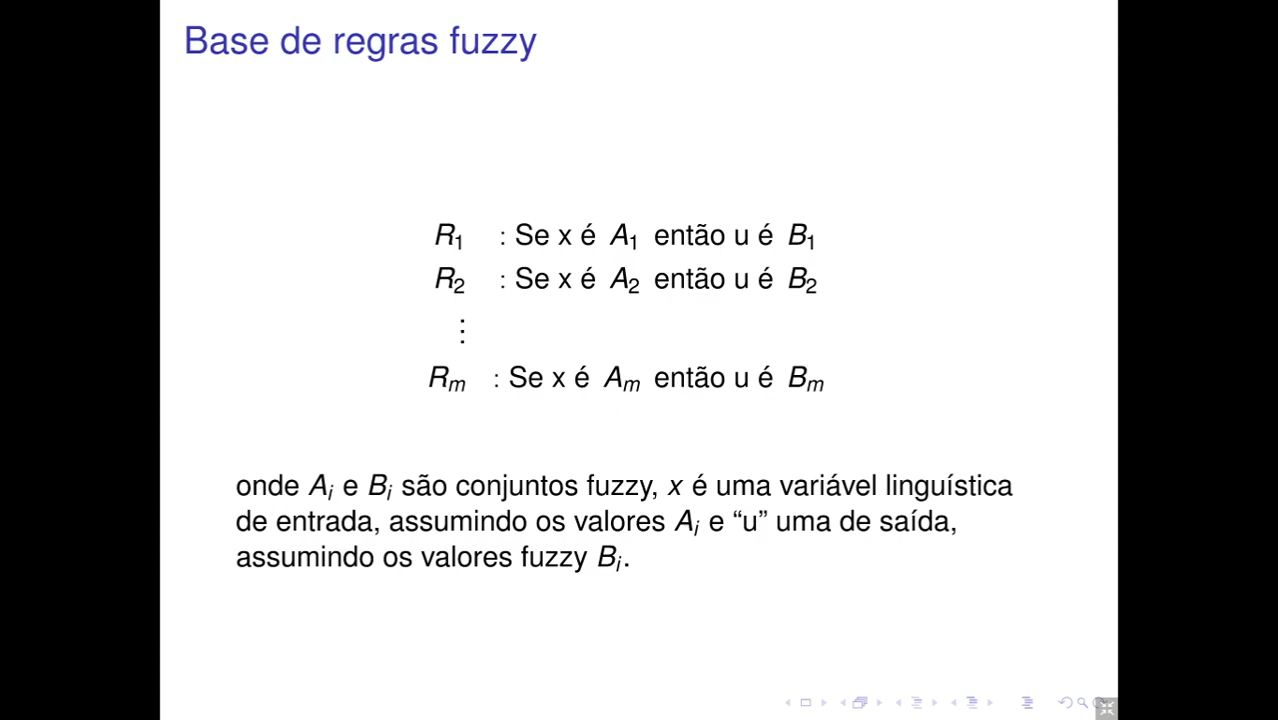 Base de regras fuzzy
R1 : Se x é A1 então u é B1
R2 : Se x é A2 então u é B2
⋮
Rm : Se x é Am então u é Bm
onde Ai e Bi são conjuntos fuzzy, x é uma variável linguística
de entrada, assumindo os valores Ai e “u” uma de saída,
assumindo os valores fuzzy Bi.